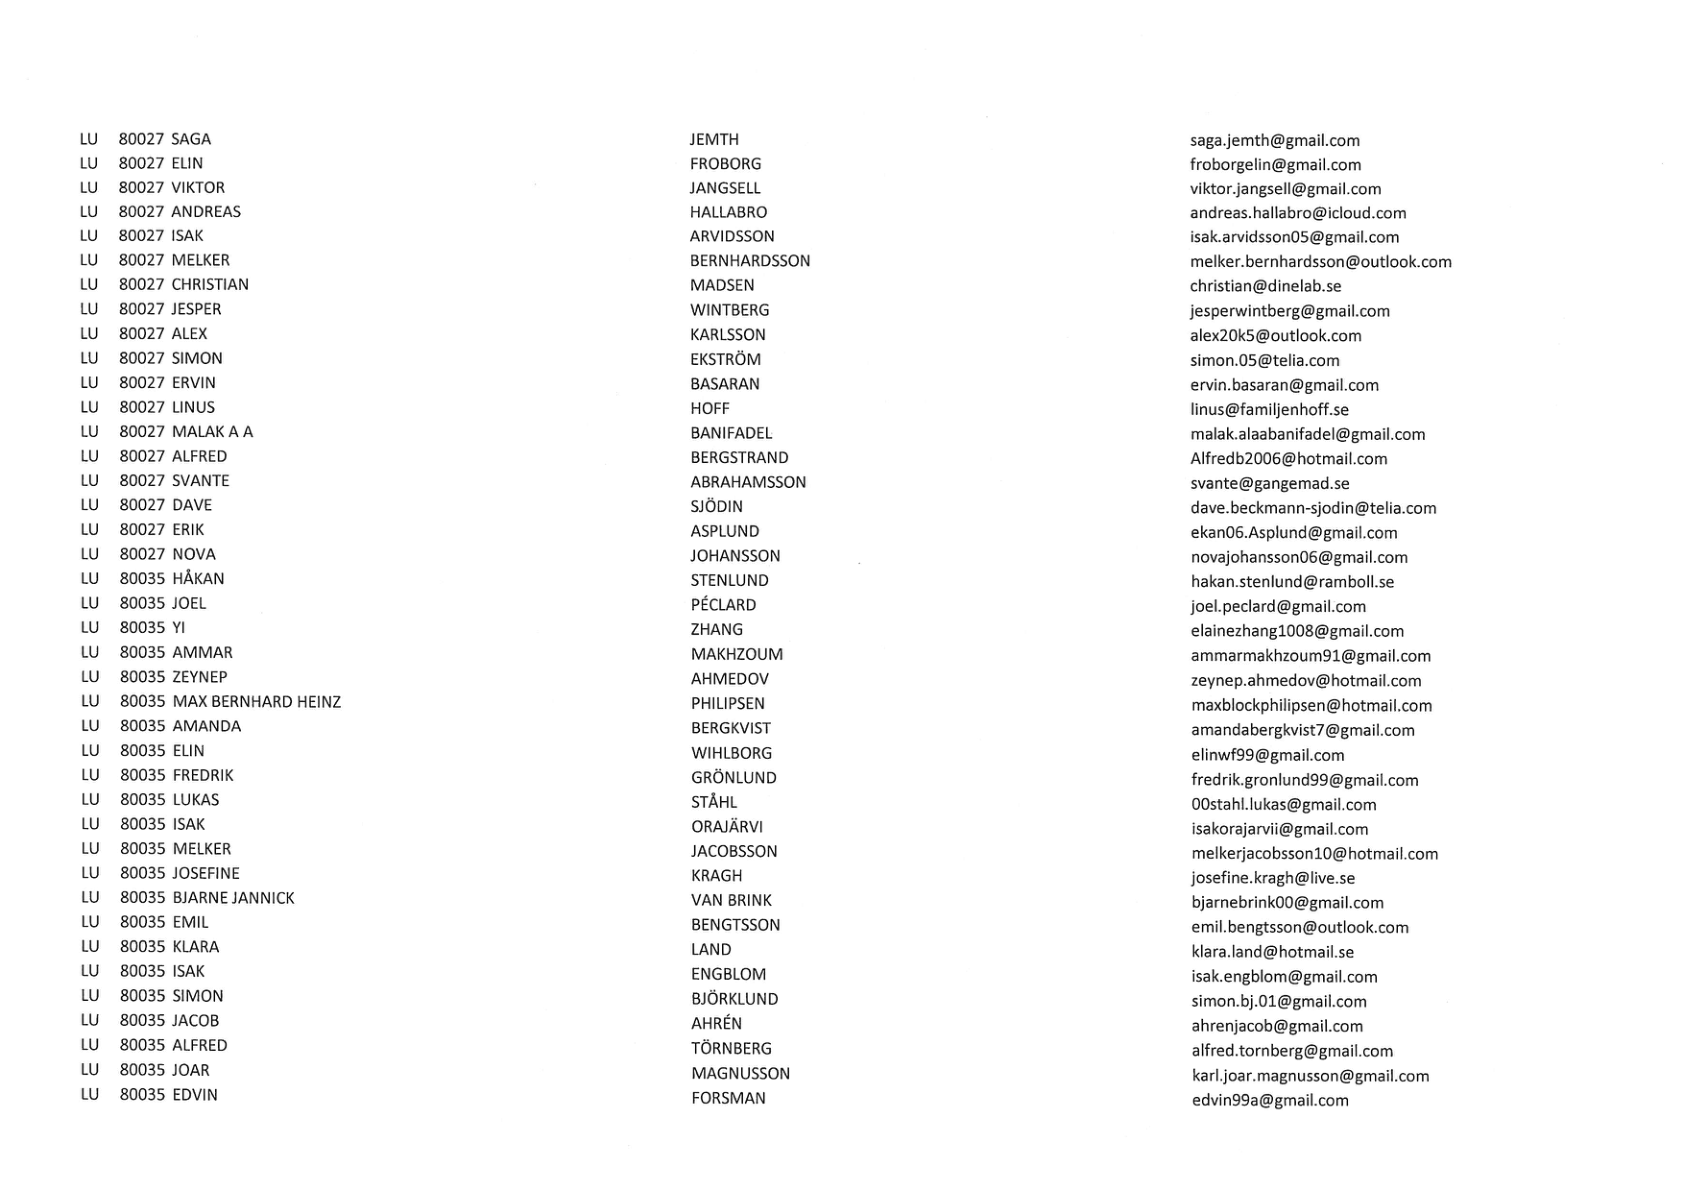 LU 80027 SAGA JEMTH saga.jemth@gmail.com
LU 80027 ELIN FROBORG froborgelin@gmail.com
LU 80027 VIKTOR JANGSELL viktor.jangsell@gmail.com
LU 80027 ANDREAS HALLABRO andreas.hallabro@icloud.com
LU 80027 ISAK ARVIDSSON isak.arvidsson05@gmail.com
LU 80027 MELKER BERNHARDSSON melker.bernhardsson@outlook.com
LU 80027 CHRISTIAN MADSEN christian@dinelab.se
LU 80027 JESPER WINTBERG jesperwintberg@gmail.com
LU 80027 ALEX KARLSSON alex20k5@outlook.com
LU 80027 SIMON EKSTRÖM simon.05@telia.com
LU 80027 ERVIN BASARAN ervin.basaran@gmail.com
LU 80027 LINUS HOFF linus@familjenhoff.se
LU 80027 MALAK A A BANIFADEL malak.alaabanifadel@gmail.com
LU 80027 ALFRED BERGSTRAND Alfredb2006@hotmail.com
LU 80027 SVANTE ABRAHAMSSON svante@gangemad.se
LU 80027 DAVE SJÖDIN dave.beckmann-sjodin@telia.com
LU 80027 ERIK ASPLUND ekan06.Asplund@gmail.com
LU 80027 NOVA JOHANSSON novajohansson06@gmail.com
LU 80035 HÅKAN STENLUND hakan.stenlund@ramboll.se
LU 80035 JOEL PÉCLARD joel.peclard@gmail.com
LU 80035 YI ZHANG elainezhang1008@gmail.com
LU 80035 AMMAR MAKHZOUM ammarmakhzoum91@gmail.com
LU 80035 ZEYNEP AHMEDOV zeynep.ahmedov@hotmail.com
LU 80035 MAX BERNHARD HEINZ PHILIPSEN maxblockphilipsen@hotmail.com
LU 80035 AMANDA BERGKVIST amandabergkvist7@gmail.com
LU 80035 ELIN WIHLBORG elinwf99@gmail.com
LU 80035 FREDRIK GRÖNLUND fredrik.gronlund99@gmail.com
LU 80035 LUKAS STÅHL 00stahl.lukas@gmail.com
LU 80035 ISAK ORAJÄRVI isakorajarvii@gmail.com
LU 80035 MELKER JACOBSSON melkerjacobsson10@hotmail.com
LU 80035 JOSEFINE KRAGH josefine.kragh@live.se
LU 80035 BJARNE JANNICK VAN BRINK bjarnebrink00@gmail.com
LU 80035 EMIL BENGTSSON emil.bengtsson@outlook.com
LU 80035 KLARA LAND klara.land@hotmail.se
LU 80035 ISAK ENGBLOM isak.engblom@gmail.com
LU 80035 SIMON BJÖRKLUND simon.bj.01@gmail.com
LU 80035 JACOB AHRÉN ahrenjacob@gmail.com
LU 80035 ALFRED TÖRNBERG alfred.tornberg@gmail.com
LU 80035 JOAR MAGNUSSON karl.joar.magnusson@gmail.com
LU 80035 EDVIN FORSMAN edvin99a@gmail.com